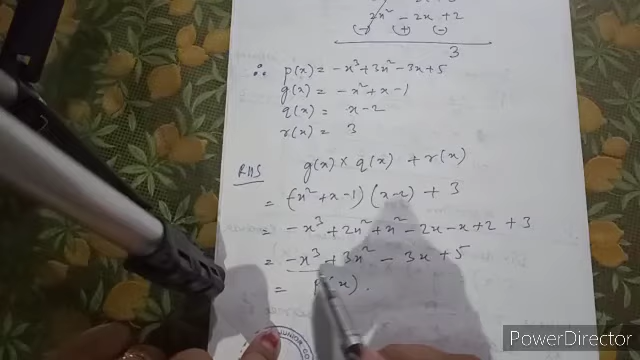 2x² - 2x + 2
(-) (+) (-)
3
∴ p(x) = -x³ + 3x² - 3x + 5
g(x) = -x² + x - 1
q(x) = x - 2
r(x) = 3
RHS g(x) × q(x) + r(x)
= (-x² + x - 1) (x - 2) + 3
= -x³ + 2x² + x² - 2x - x + 2 + 3
= -x³ + 3x² - 3x + 5
= (x).
PowerDirector